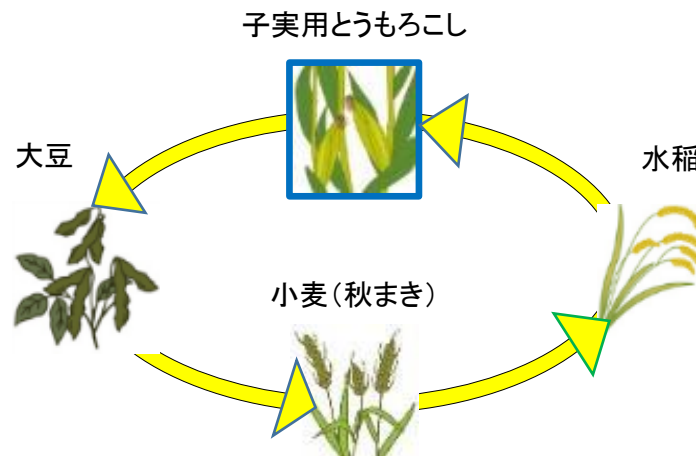 子実用とうもろこし
大豆
水稲
小麦(秋まき)